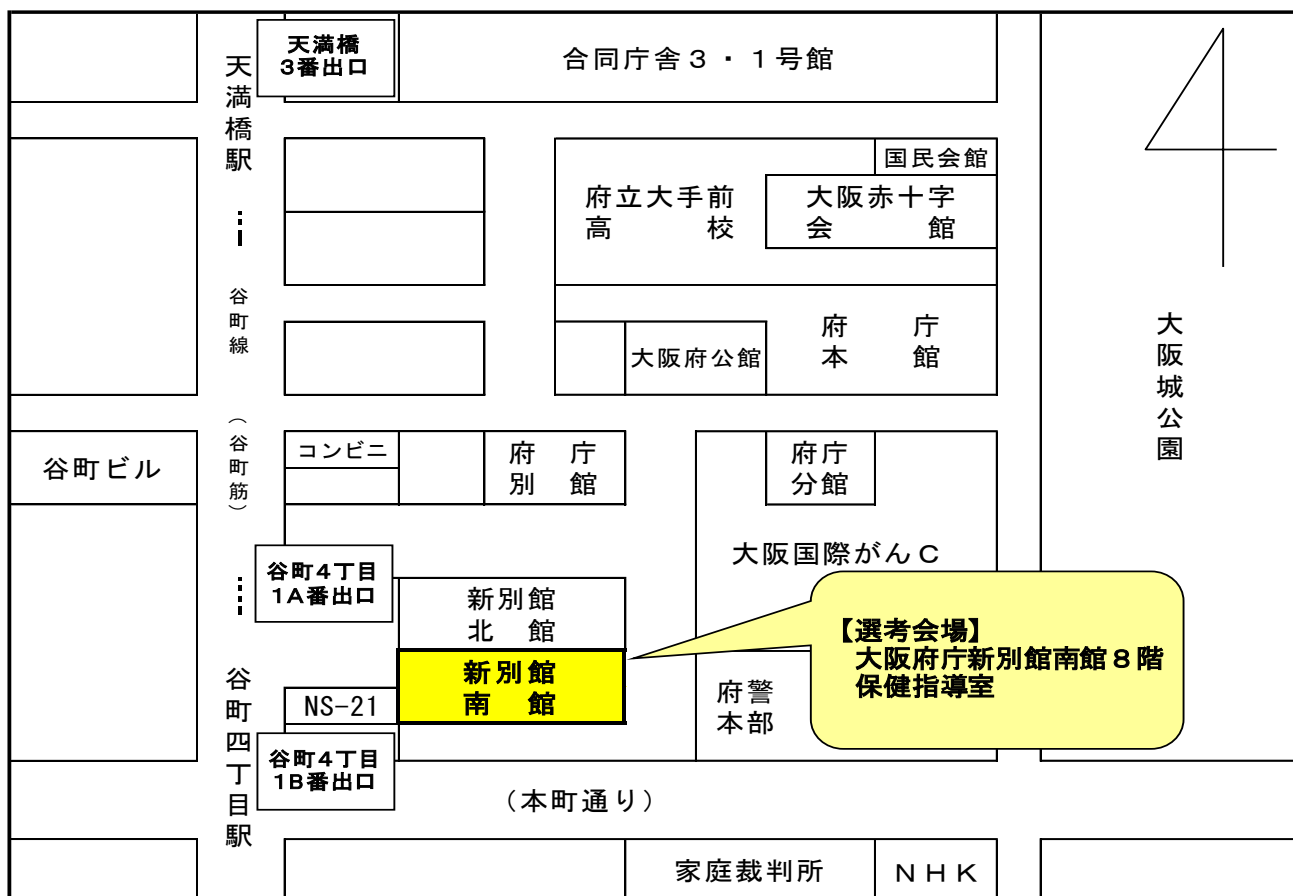 天満橋
3番出口
合同庁舎３・１号館
天満橋駅
国民会館
府立大手前
高校
大阪赤十字
会館
谷町線
府庁
本館
大阪府公館
大阪城公園
（谷町筋）
谷町ビル
コンビニ
府庁
別館
府庁
分館
大阪国際がんＣ
谷町4丁目
1A番出口
新別館
北館
【選考会場】
大阪府庁新別館南館８階
保健指導室
新別館
南館
NS-21
府警
本部
谷町四丁目駅
谷町4丁目
1B番出口
（本町通り）
家庭裁判所
ＮＨＫ